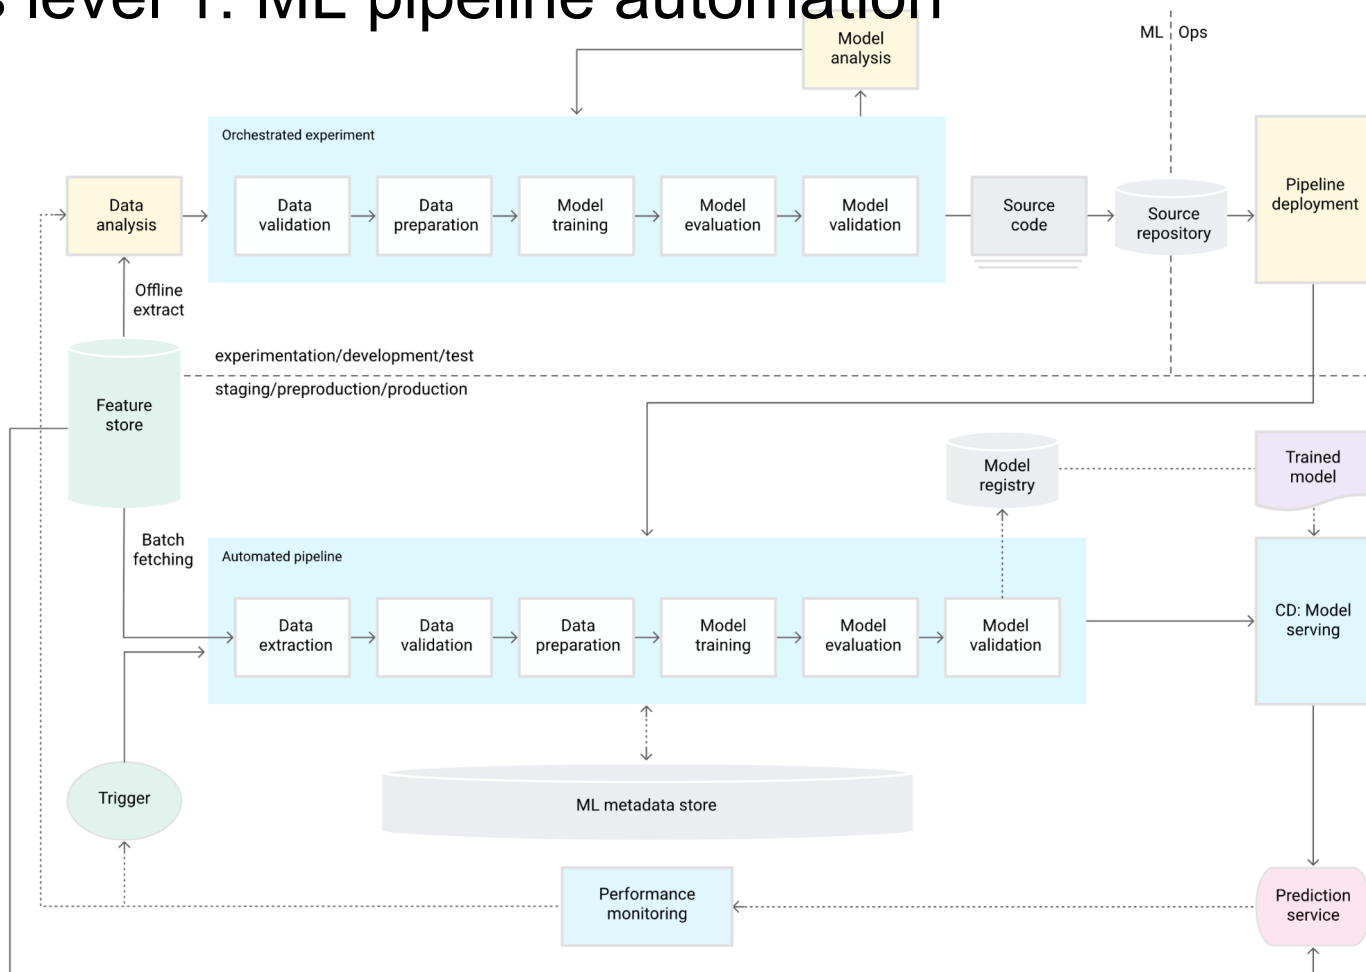 s level 1: ML pipeline automation
Model
analysis
ML
Ops
Orchestrated experiment
Data
analysis
Data
validation
Data
preparation
Model
training
Model
evaluation
Model
validation
Source
code
Source
repository
Pipeline
deployment
Offline
extract
experimentation/development/test
staging/preproduction/production
Feature
store
Model
registry
Trained
model
Batch
fetching
Automated pipeline
Data
extraction
Data
validation
Data
preparation
Model
training
Model
evaluation
Model
validation
CD: Model
serving
Trigger
ML metadata store
Performance
monitoring
Prediction
service